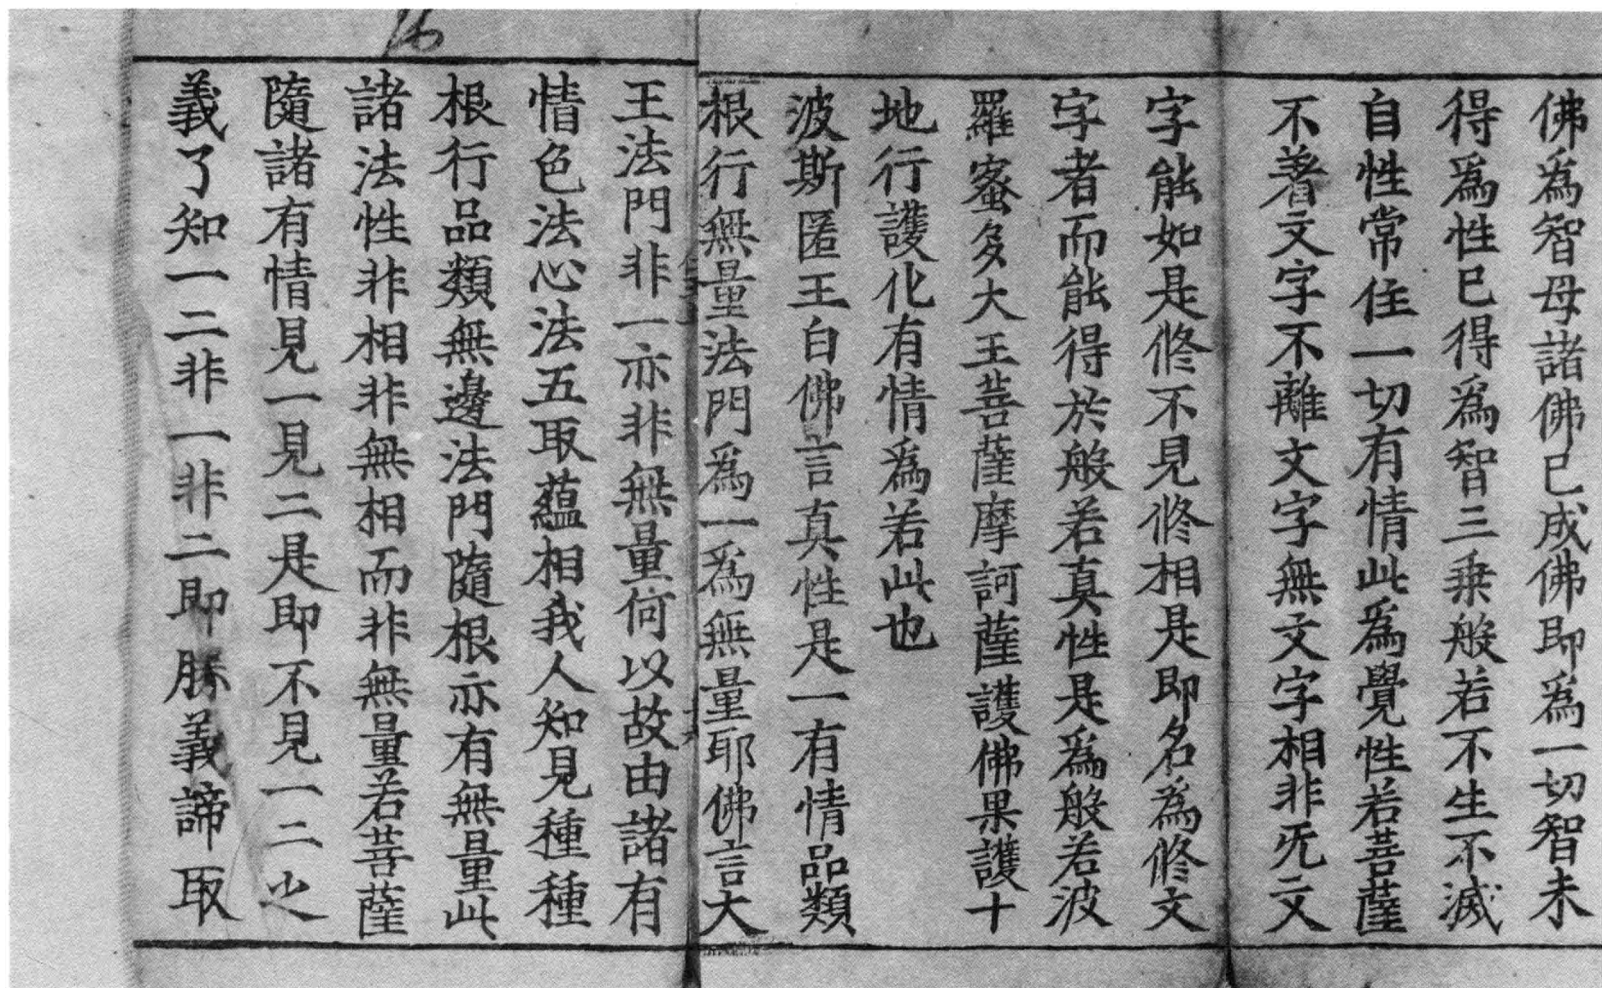 佛爲智母諸佛已成佛即爲一切智未
得爲性已得爲智三乗般若不生不滅
自性常住一切有情此爲覺性若菩薩
不著文字不離文字無文字相非无文
字能如是修不見修相是即名爲修文
字者而能得於般若真性是爲般若波
羅蜜多大王菩薩摩訶薩護佛果護十
地行護化有情爲若此也
波斯匿王白佛言真性是一有情品類
根行無量法門爲一爲無量耶佛言大
王法門非一亦非無量何以故由諸有
情色法心法五取蘊相我人知見種種
根行品類無邊法門隨根亦有無量此
諸法性非相非無相而非無量若菩薩
隨諸有情見一見二是即不見一二之
義了知一二非一非二即勝義諦取